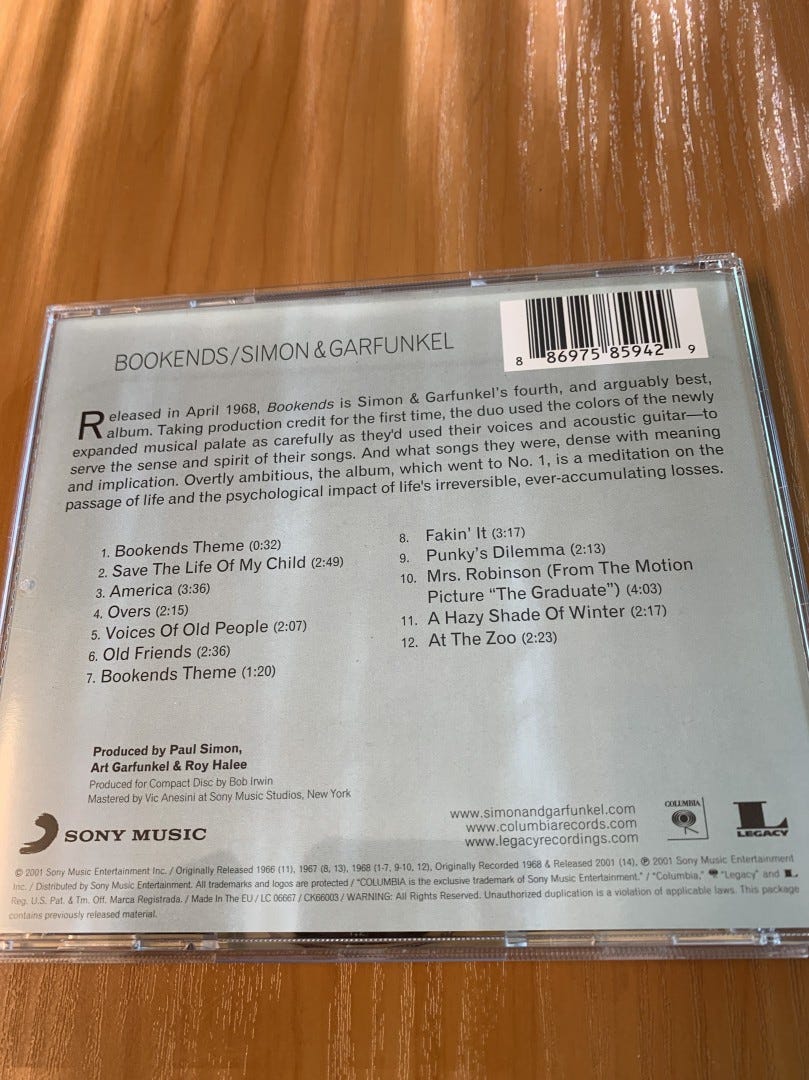 BOOKENDS/SIMON & GARFUNKEL
8 86975 85942 9
Released in April 1968, Bookends is Simon & Garfunkel's fourth, and arguably best,
album. Taking production credit for the first time, the duo used the colors of the newly
expanded musical palate as carefully as they'd used their voices and acoustic guitar—to
serve the sense and spirit of their songs. And what songs they were, dense with meaning
and implication. Overtly ambitious, the album, which went to No. 1, is a meditation on the
passage of life and the psychological impact of life's irreversible, ever-accumulating losses.
1. Bookends Theme (0:32)
2. Save The Life Of My Child (2:49)
3. America (3:36)
4. Overs (2:15)
5. Voices Of Old People (2:07)
6. Old Friends (2:36)
7. Bookends Theme (1:20)
8. Fakin' It (3:17)
9. Punky's Dilemma (2:13)
10. Mrs. Robinson (From The Motion
Picture "The Graduate") (4:03)
11. A Hazy Shade Of Winter (2:17)
12. At The Zoo (2:23)
Produced by Paul Simon,
Art Garfunkel & Roy Halee
Produced for Compact Disc by Bob Irwin
Mastered by Vic Anesini at Sony Music Studios, New York
SONY MUSIC
www.simonandgarfunkel.com
www.columbiarecords.com
www.legacyrecordings.com
COLUMBIA
LEGACY
© 2001 Sony Music Entertainment Inc. / Originally Released 1966 (11), 1967 (8, 13), 1968 (1-7, 9-10, 12), Originally Recorded 1968 & Released 2001 (14), ℗ 2001 Sony Music Entertainment
Inc. / Distributed by Sony Music Entertainment. All trademarks and logos are protected / "COLUMBIA is the exclusive trademark of Sony Music Entertainment." / "Columbia," "Legacy" and L
Reg. U.S. Pat. & Tm. Off. Marca Registrada. / Made In The EU / LC 06667 / CK66003 / WARNING: All Rights Reserved. Unauthorized duplication is a violation of applicable laws. This package
contains previously released material.